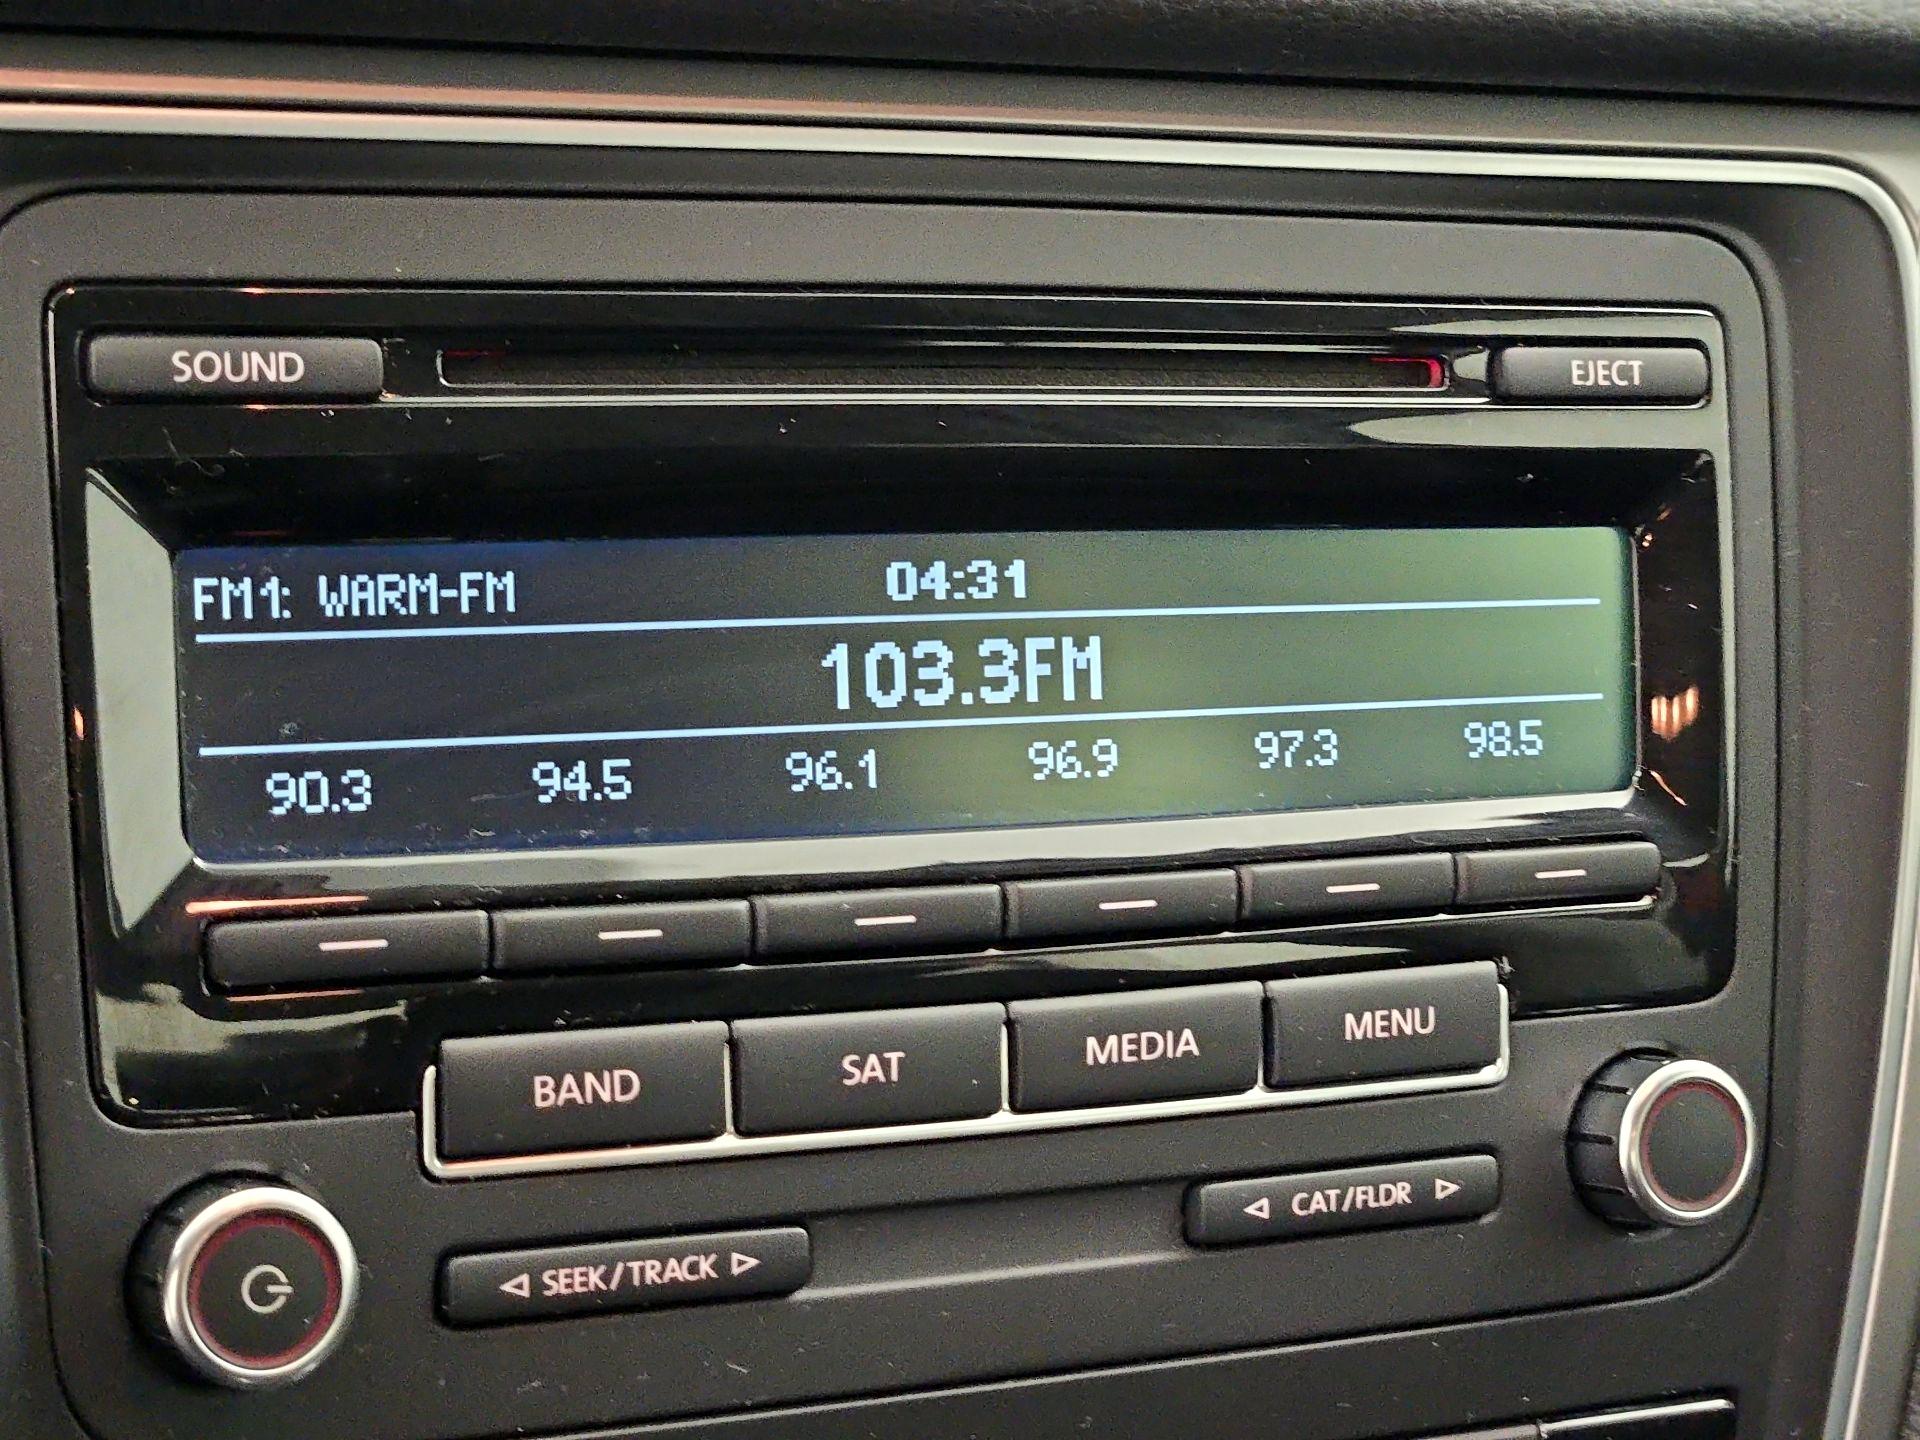 SOUND
EJECT
FM1: WARM-FM 04:31
103.3FM
90.3 94.5 96.1 96.9 97.3 98.5
BAND SAT MEDIA MENU
SEEK/TRACK
CAT/FLDR